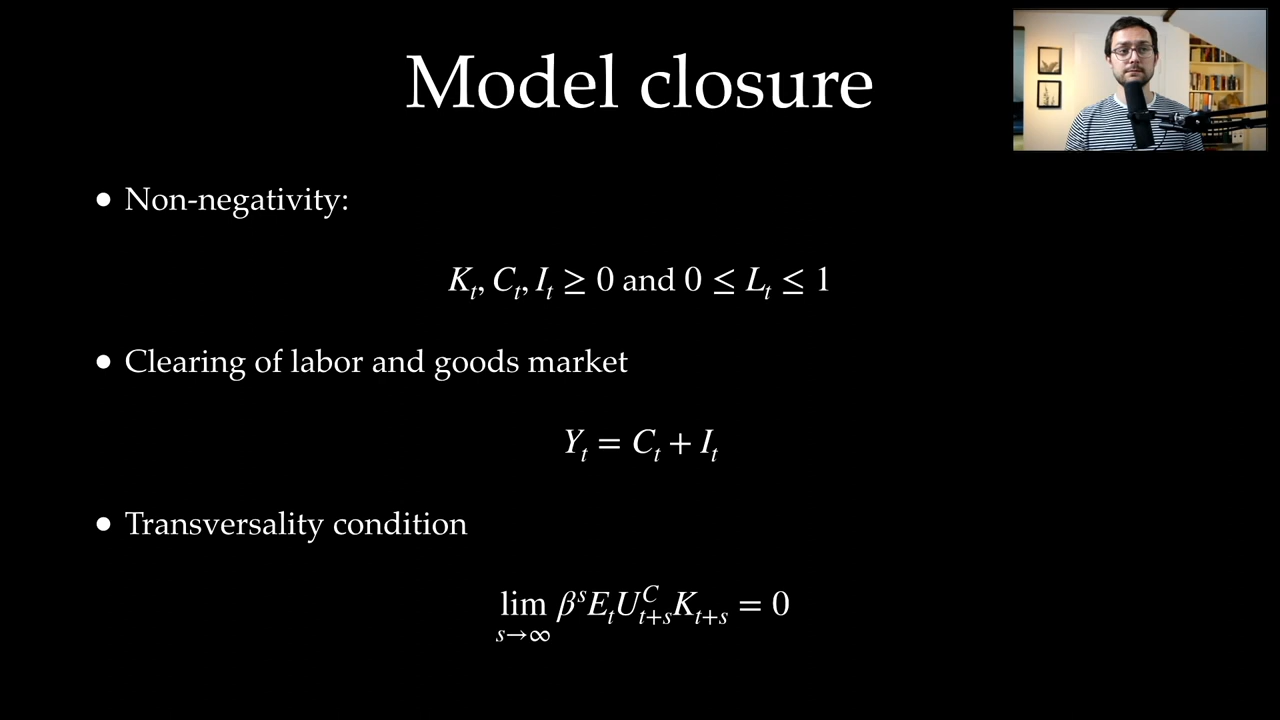 Model closure
• Non-negativity:
K_t, C_t, I_t ≥ 0 and 0 ≤ L_t ≤ 1
• Clearing of labor and goods market
Y_t = C_t + I_t
• Transversality condition
lim_{s→∞} β^s E_t U^C_{t+s} K_{t+s} = 0